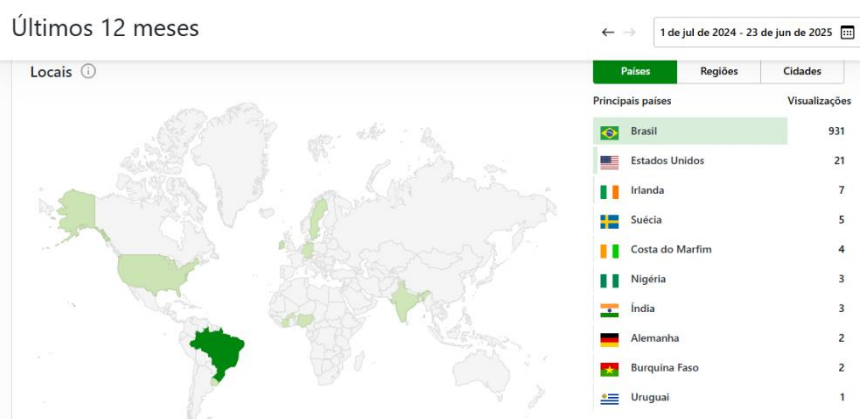 Últimos 12 meses
1 de jul de 2024 - 23 de jun de 2025
Locais
Países Regiões Cidades
Principais países Visualizações
Brasil 931
Estados Unidos 21
Irlanda 7
Suécia 5
Costa do Marfim 4
Nigéria 3
Índia 3
Alemanha 2
Burquina Faso 2
Uruguai 1